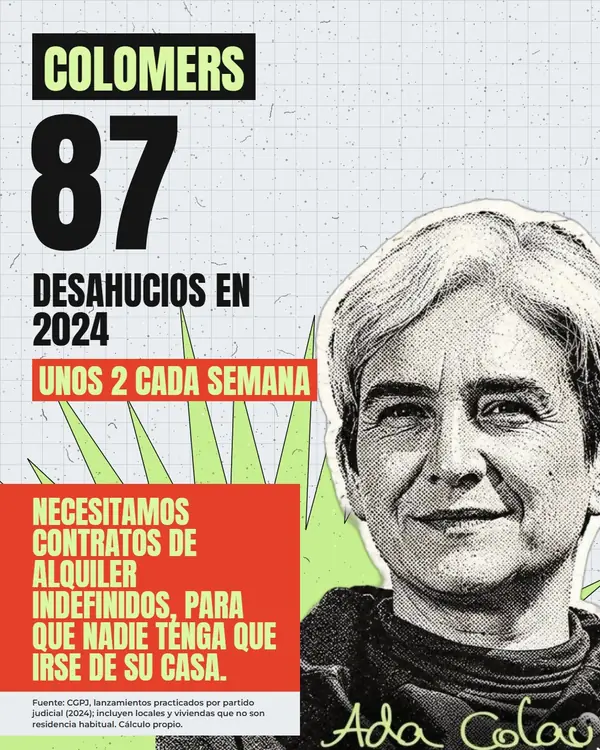 COLOMERS
87
DESAHUCIOS EN
2024
UNOS 2 CADA SEMANA
NECESITAMOS
CONTRATOS DE
ALQUILER
INDEFINIDOS, PARA
QUE NADIE TENGA QUE
IRSE DE SU CASA.
Fuente: CGPJ, lanzamientos practicados por partido
judicial (2024); incluyen locales y viviendas que no son
residencia habitual. Cálculo propio.
Ada Colau